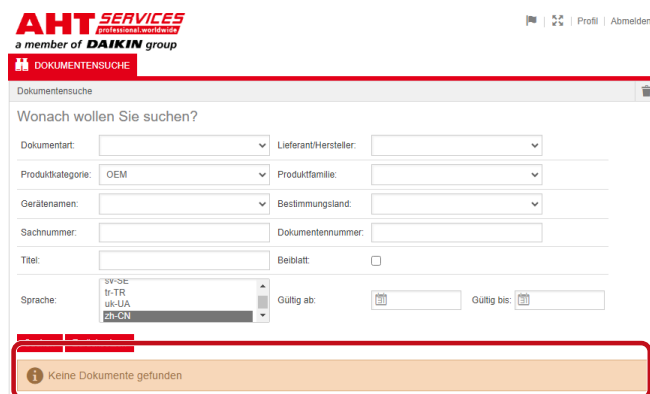 AHT SERVICES
professional.worldwide
a member of DAIKIN group
Profil | Abmelden
DOKUMENTENSUCHE
Dokumentensuche
Wonach wollen Sie suchen?
Dokumentart: Lieferant/Hersteller:
Produktkategorie: OEM Produktfamilie:
Gerätenamen: Bestimmungsland:
Sachnummer: Dokumentennummer:
Titel: Beiblatt:
sv-SE
tr-TR
Sprache: uk-UA Gültig ab: Gültig bis:
zh-CN
Keine Dokumente gefunden